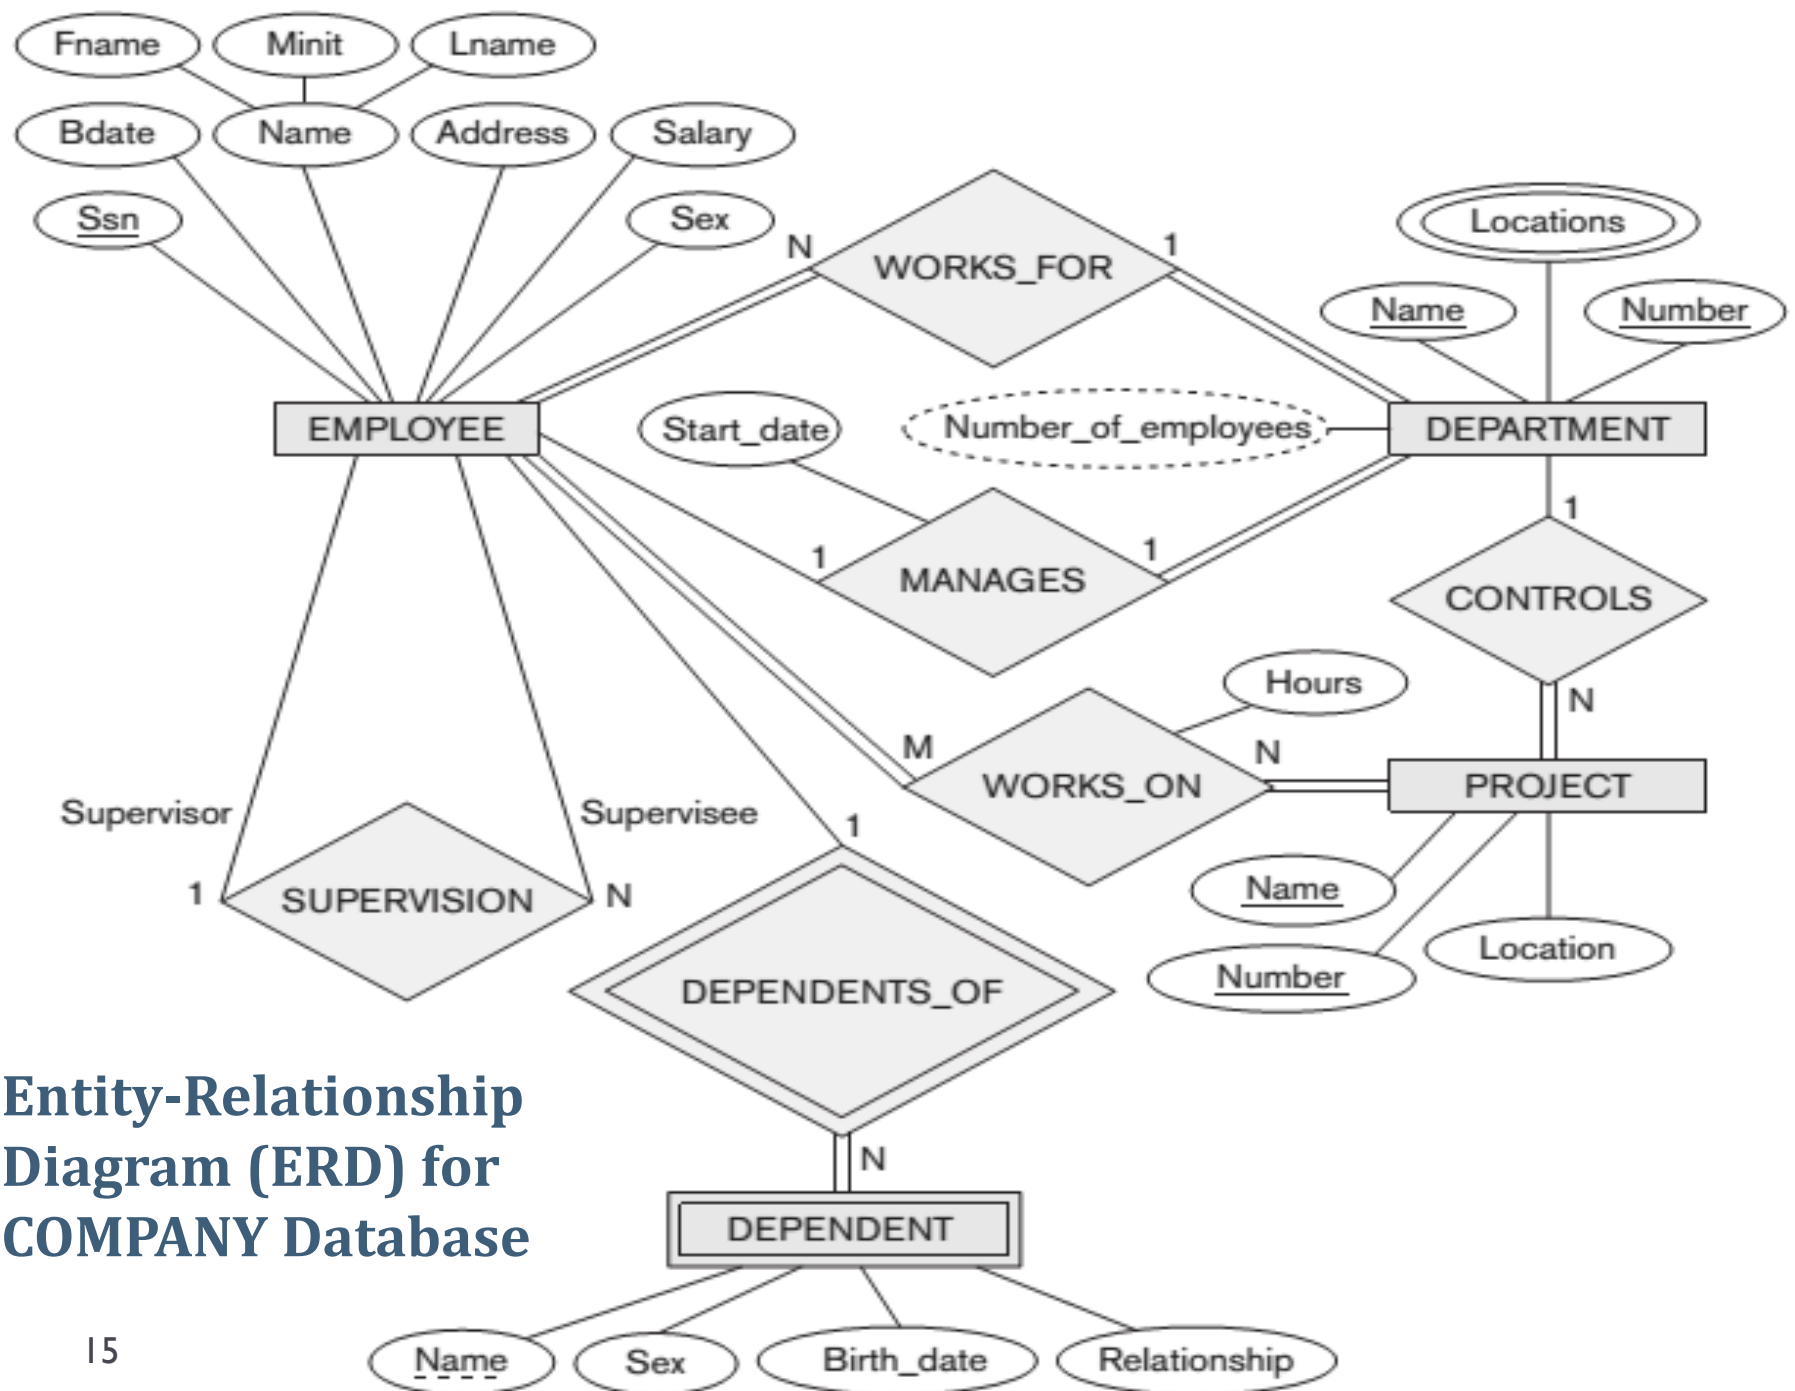 Fname
Minit
Lname
Bdate
Name
Address
Salary
Ssn
Sex
WORKS_FOR
N
1
Locations
Name
Number
EMPLOYEE
Start_date
Number_of_employees
DEPARTMENT
MANAGES
1
1
1
CONTROLS
N
Hours
M
WORKS_ON
N
PROJECT
Supervisor
Supervisee
1
SUPERVISION
N
1
DEPENDENTS_OF
Name
Number
Location
N
DEPENDENT
Name
Sex
Birth_date
Relationship
Entity-Relationship
Diagram (ERD) for
COMPANY Database
15